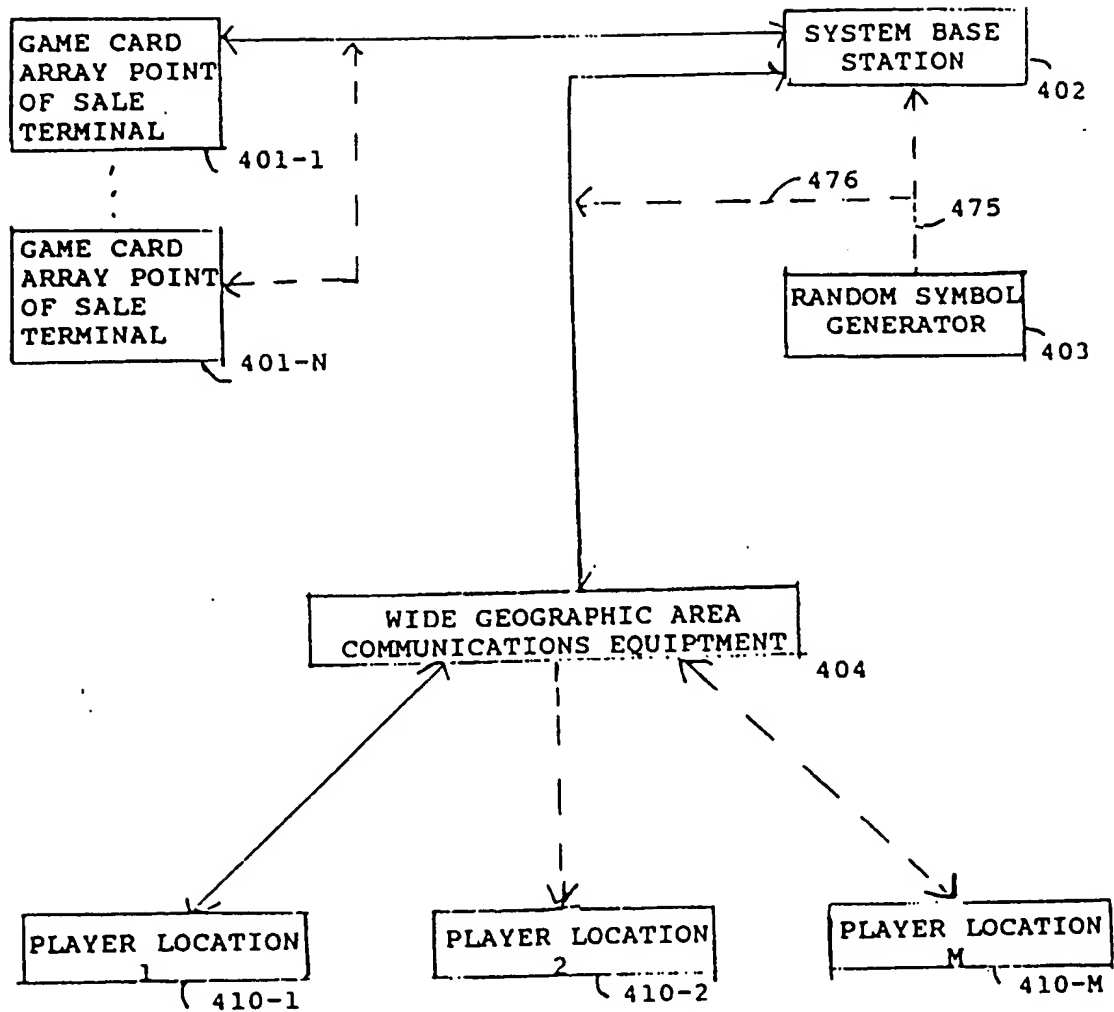 GAME CARD
ARRAY POINT
OF SALE
TERMINAL
401-1
SYSTEM BASE
STATION
402
476
475
GAME CARD
ARRAY POINT
OF SALE
TERMINAL
401-N
RANDOM SYMBOL
GENERATOR
403
WIDE GEOGRAPHIC AREA
COMMUNICATIONS EQUIPTMENT
404
PLAYER LOCATION
1
410-1
PLAYER LOCATION
2
410-2
PLAYER LOCATION
M
410-M